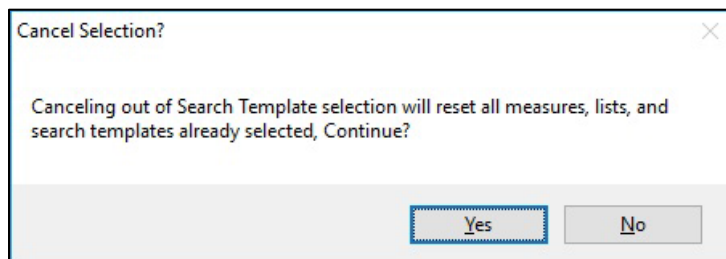 Cancel Selection?
Canceling out of Search Template selection will reset all measures, lists, and
search templates already selected, Continue?
Yes
No